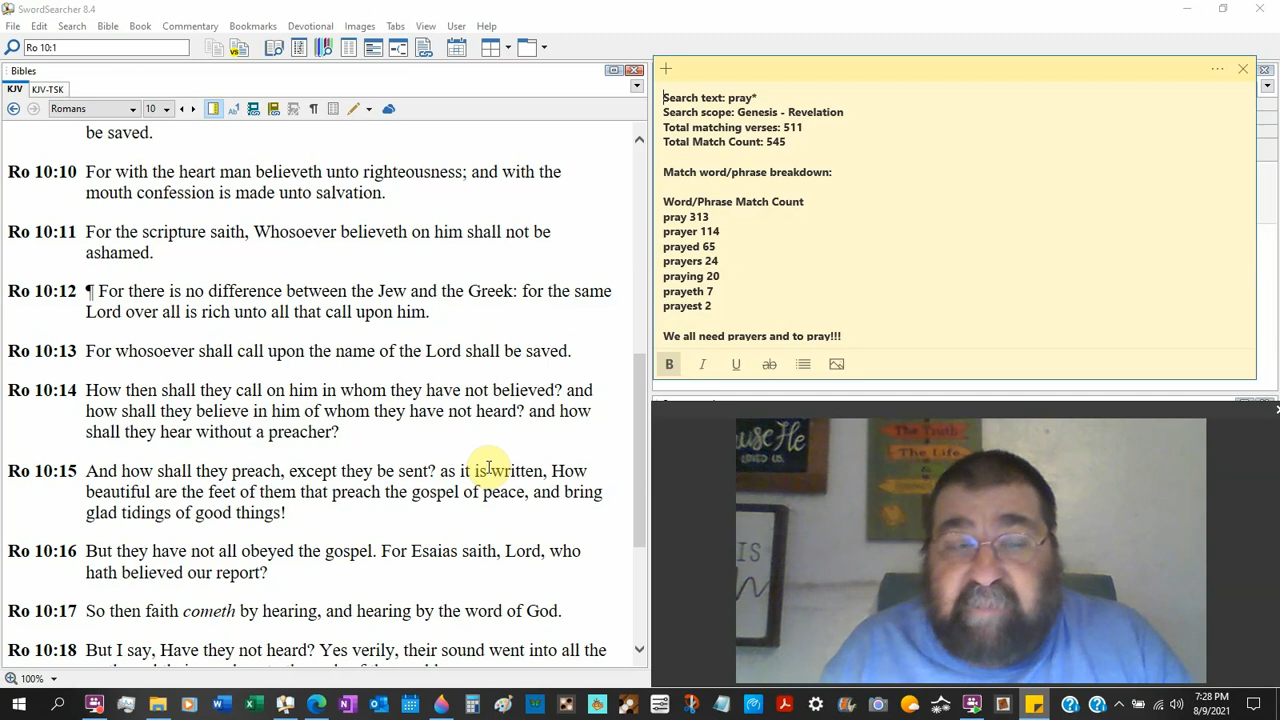 SwordSearcher 8.4
File Edit Search Bible Book Commentary Bookmarks Devotional Images Tabs View User Help
Ro 10:1
Bibles
KJV KJV-TSK
Romans 10
be saved.
Ro 10:10 For with the heart man believeth unto righteousness; and with the
mouth confession is made unto salvation.
Ro 10:11 For the scripture saith, Whosoever believeth on him shall not be
ashamed.
Ro 10:12 ¶ For there is no difference between the Jew and the Greek: for the same
Lord over all is rich unto all that call upon him.
Ro 10:13 For whosoever shall call upon the name of the Lord shall be saved.
Ro 10:14 How then shall they call on him in whom they have not believed? and
how shall they believe in him of whom they have not heard? and how
shall they hear without a preacher?
Ro 10:15 And how shall they preach, except they be sent? as it is written, How
beautiful are the feet of them that preach the gospel of peace, and bring
glad tidings of good things!
Ro 10:16 But they have not all obeyed the gospel. For Esaias saith, Lord, who
hath believed our report?
Ro 10:17 So then faith cometh by hearing, and hearing by the word of God.
Ro 10:18 But I say, Have they not heard? Yes verily, their sound went into all the
100%
Search text: pray*
Search scope: Genesis - Revelation
Total matching verses: 511
Total Match Count: 545
Match word/phrase breakdown:
Word/Phrase Match Count
pray 313
prayer 114
prayed 65
prayers 24
praying 20
prayeth 7
prayest 2
We all need prayers and to pray!!!
B I U ab
ause He
LOVED US
The Truth
IS
7:28 PM
8/9/2021